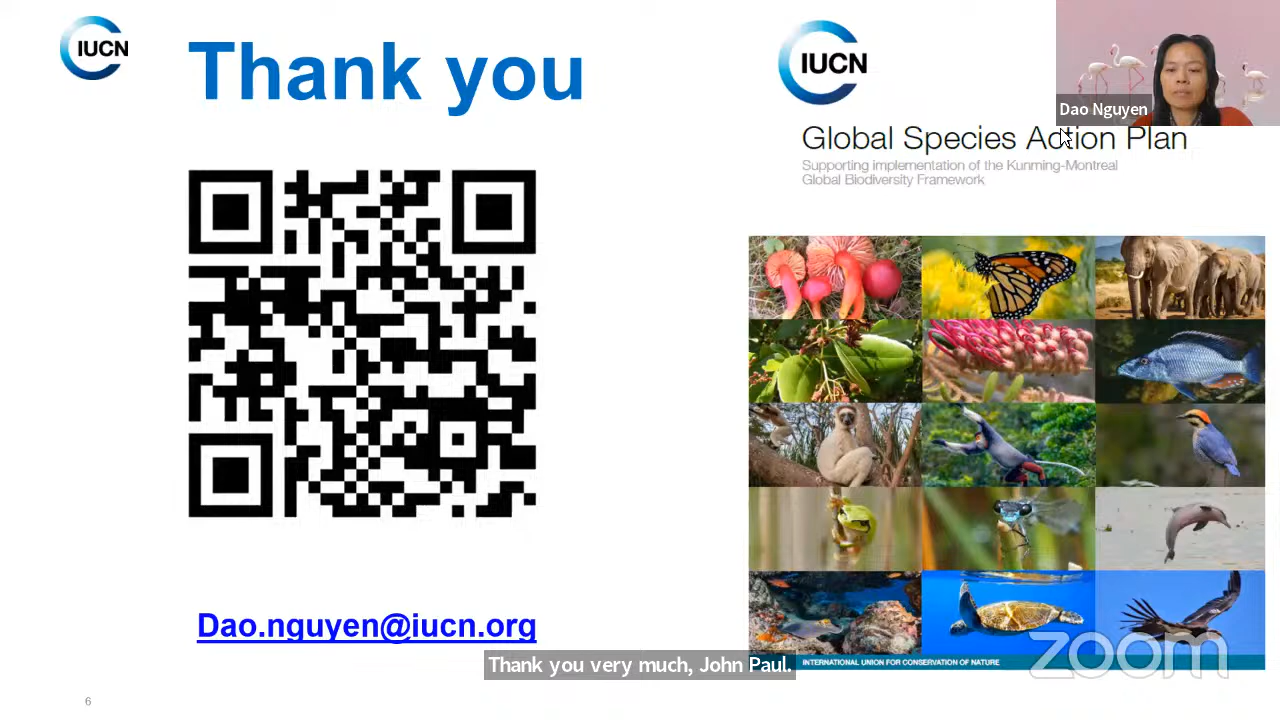 IUCN
Thank you
IUCN
Dao Nguyen
Global Species Action Plan
Supporting implementation of the Kunming-Montreal
Global Biodiversity Framework
Dao.nguyen@iucn.org
INTERNATIONAL UNION FOR CONSERVATION OF NATURE
zoom
Thank you very much, John Paul.
6